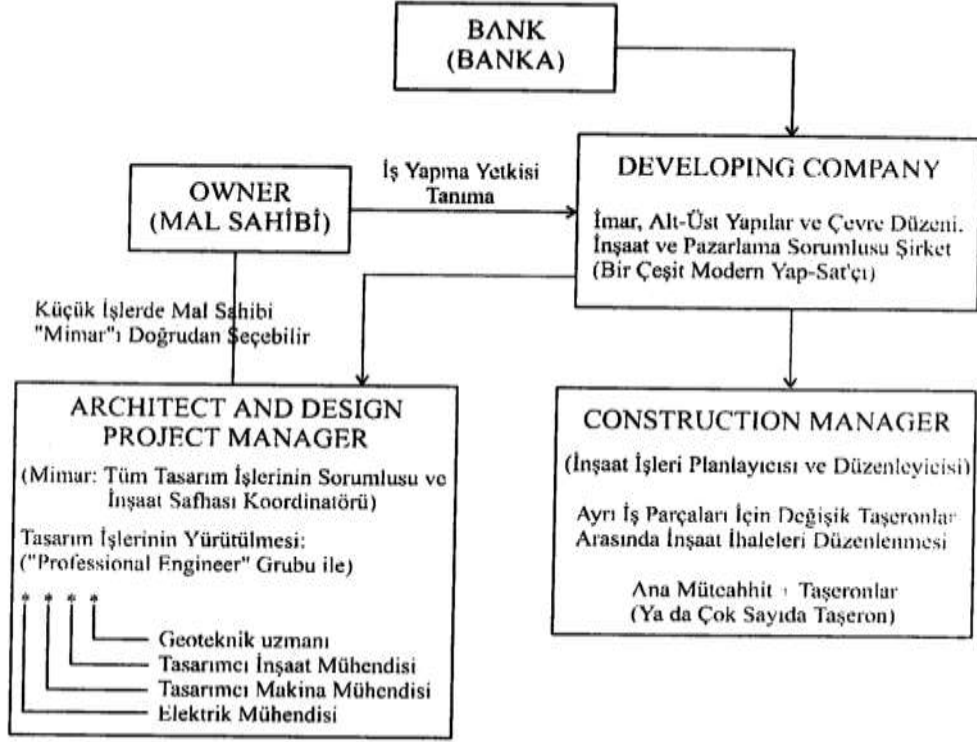 BANK
(BANKA)
OWNER
(MAL SAHİBİ)
İş Yapma Yetkisi
Tanıma
DEVELOPING COMPANY
İmar, Alt-Üst Yapılar ve Çevre Düzeni.
İnşaat ve Pazarlama Sorumlusu Şirket
(Bir Çeşit Modern Yap-Sat'çı)
Küçük İşlerde Mal Sahibi
"Mimar"ı Doğrudan Seçebilir
ARCHITECT AND DESIGN
PROJECT MANAGER
(Mimar: Tüm Tasarım İşlerinin Sorumlusu ve
İnşaat Safhası Koordinatörü)
Tasarım İşlerinin Yürütülmesi:
("Professional Engineer" Grubu ile)
* * * *
Geoteknik uzmanı
Tasarımcı İnşaat Mühendisi
Tasarımcı Makina Mühendisi
Elektrik Mühendisi
CONSTRUCTION MANAGER
(İnşaat İşleri Planlayıcısı ve Düzenleyicisi)
Ayrı İş Parçaları İçin Değişik Taşeronlar
Arasında İnşaat İhaleleri Düzenlenmesi
Ana Müteahhit + Taşeronlar
(Ya da Çok Sayıda Taşeron)